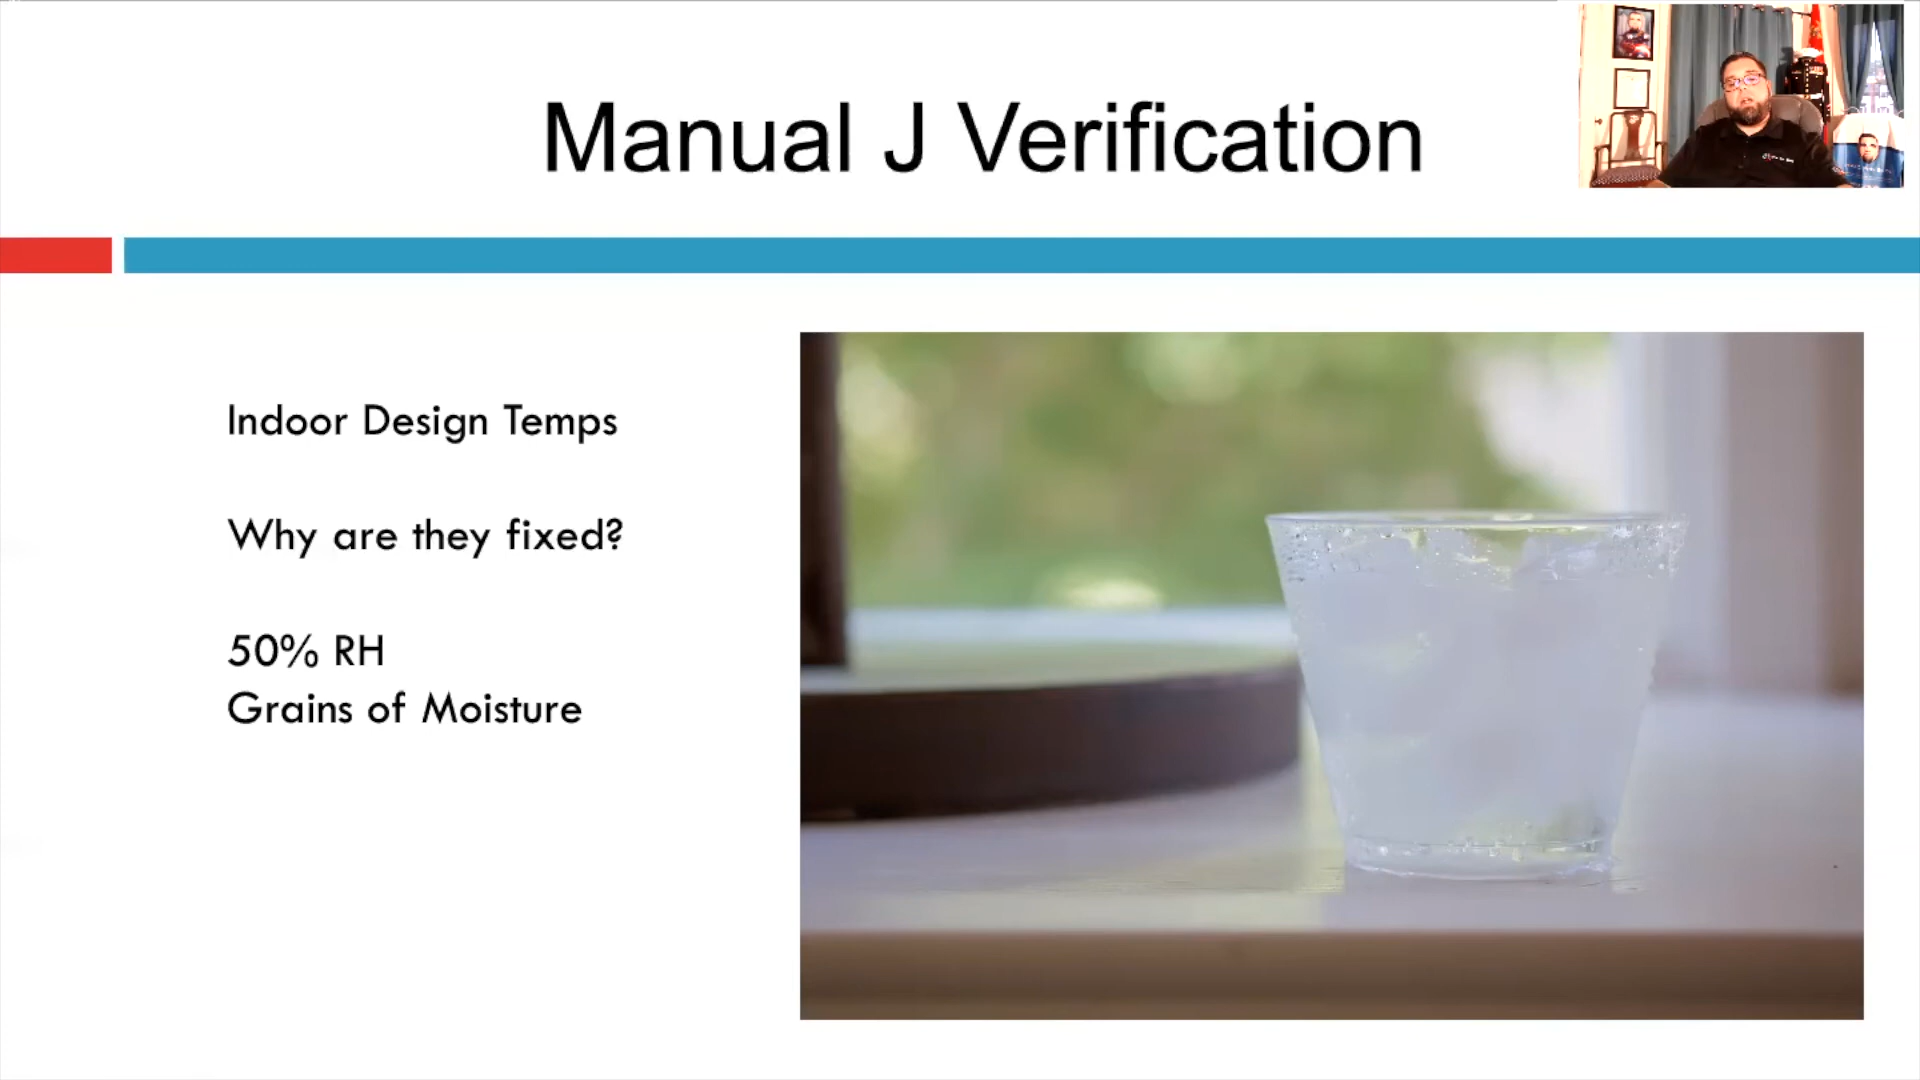 Manual J Verification
Indoor Design Temps
Why are they fixed?
50% RH
Grains of Moisture